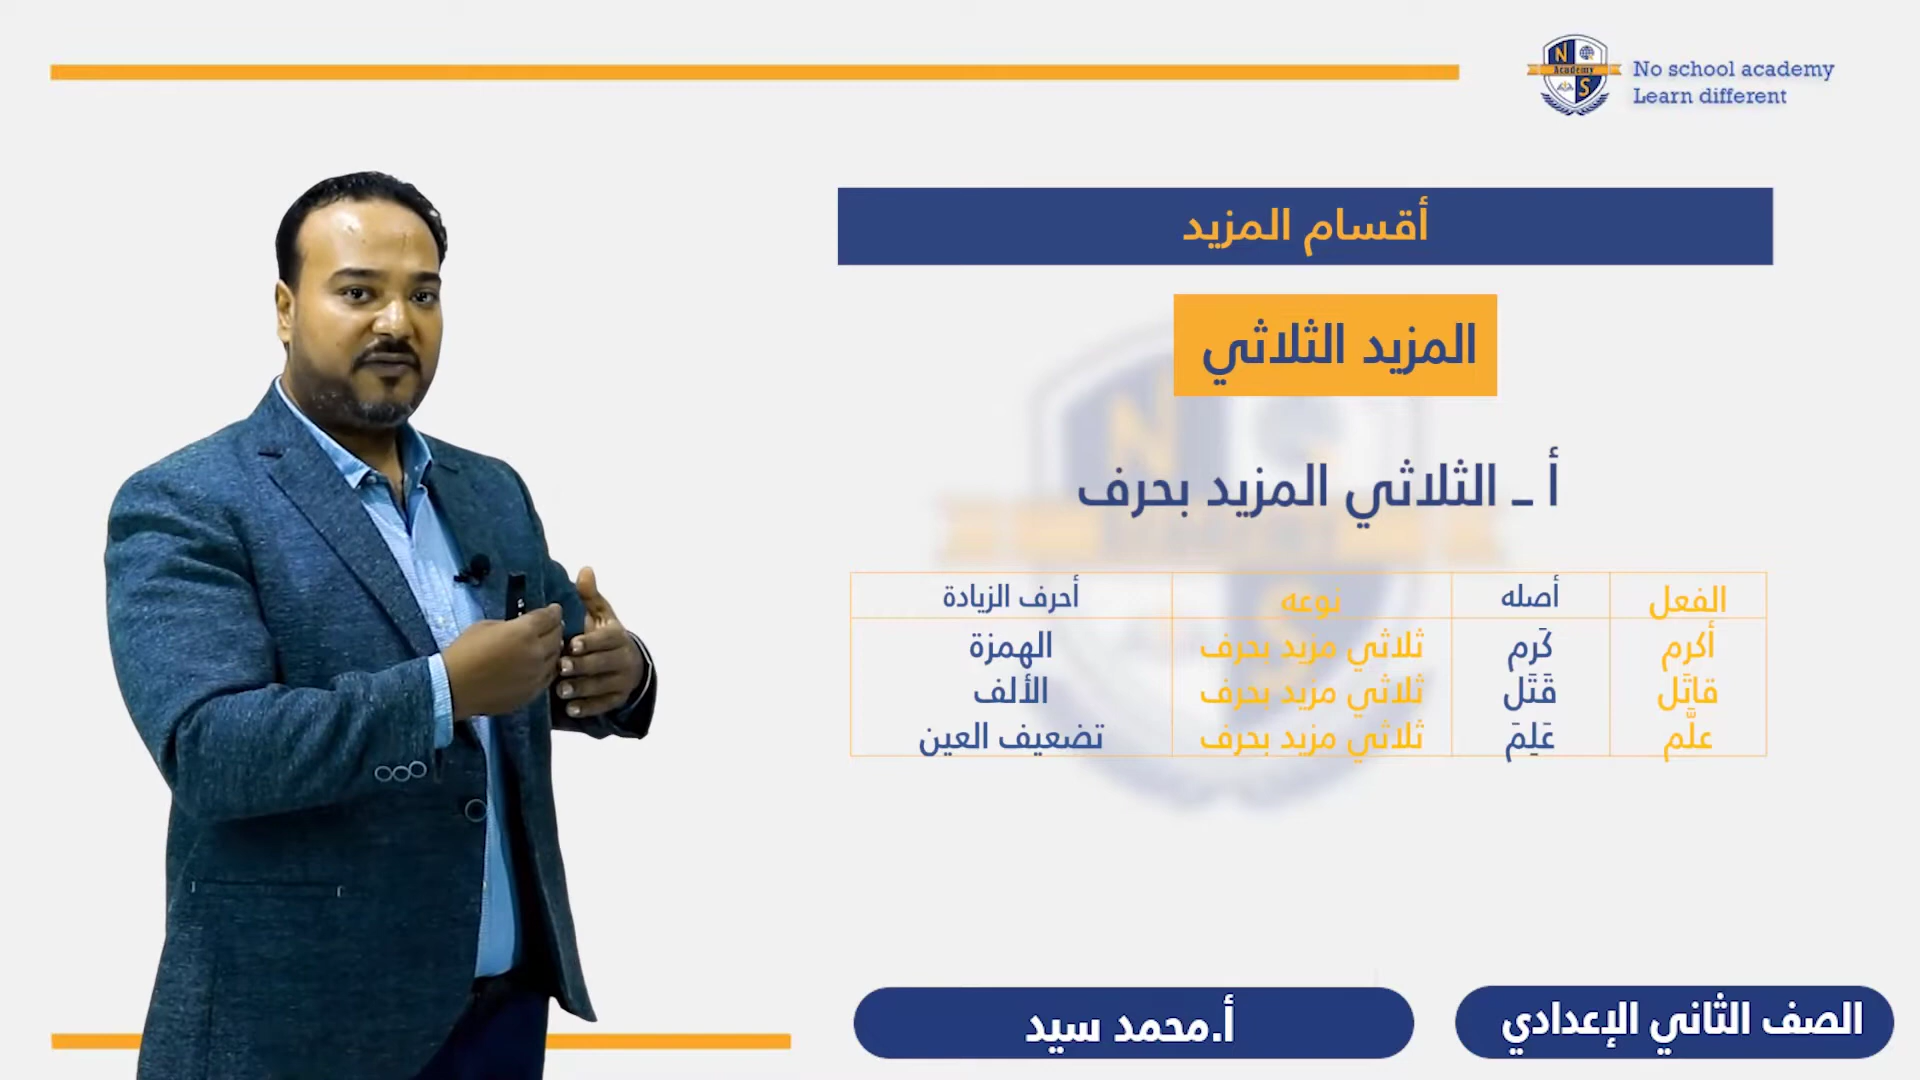 No school academy
Learn different
N
Academy
S
أقسام المزيد
المزيد الثلاثي
أ ـ الثلاثي المزيد بحرف
الفعل أصله نوعه أحرف الزيادة
أكرم كَرم ثلاثي مزيد بحرف الهمزة
قاتَل قَتَل ثلاثي مزيد بحرف الألف
علَّم عَلِمَ ثلاثي مزيد بحرف تضعيف العين
الصف الثاني الإعدادي
أ.محمد سيد